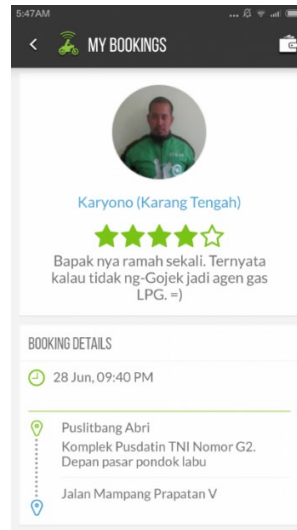 5:47AM
MY BOOKINGS
Karyono (Karang Tengah)
Bapak nya ramah sekali. Ternyata
kalau tidak ng-Gojek jadi agen gas
LPG. =)
BOOKING DETAILS
28 Jun, 09:40 PM
Puslitbang Abri
Komplek Pusdatin TNI Nomor G2.
Depan pasar pondok labu
Jalan Mampang Prapatan V